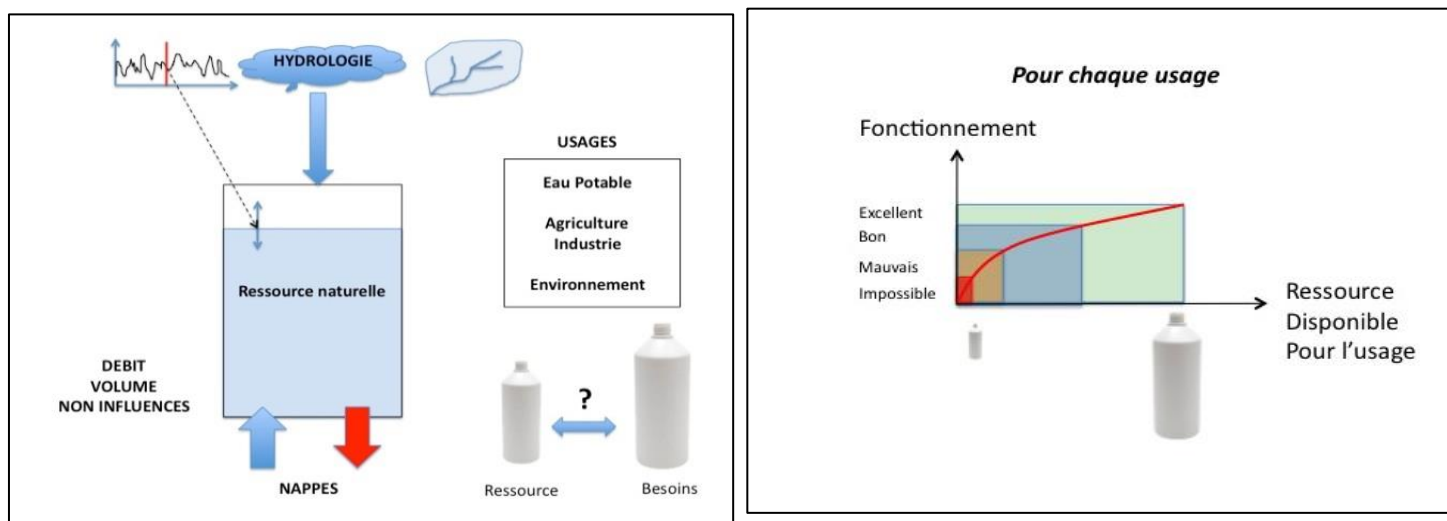 HYDROLOGIE
USAGES
Eau Potable
Agriculture
Industrie
Environnement
Ressource naturelle
DEBIT
VOLUME
NON INFLUENCES
?
NAPPES
Ressource
Besoins
Pour chaque usage
Fonctionnement
Excellent
Bon
Mauvais
Impossible
Ressource
Disponible
Pour l'usage